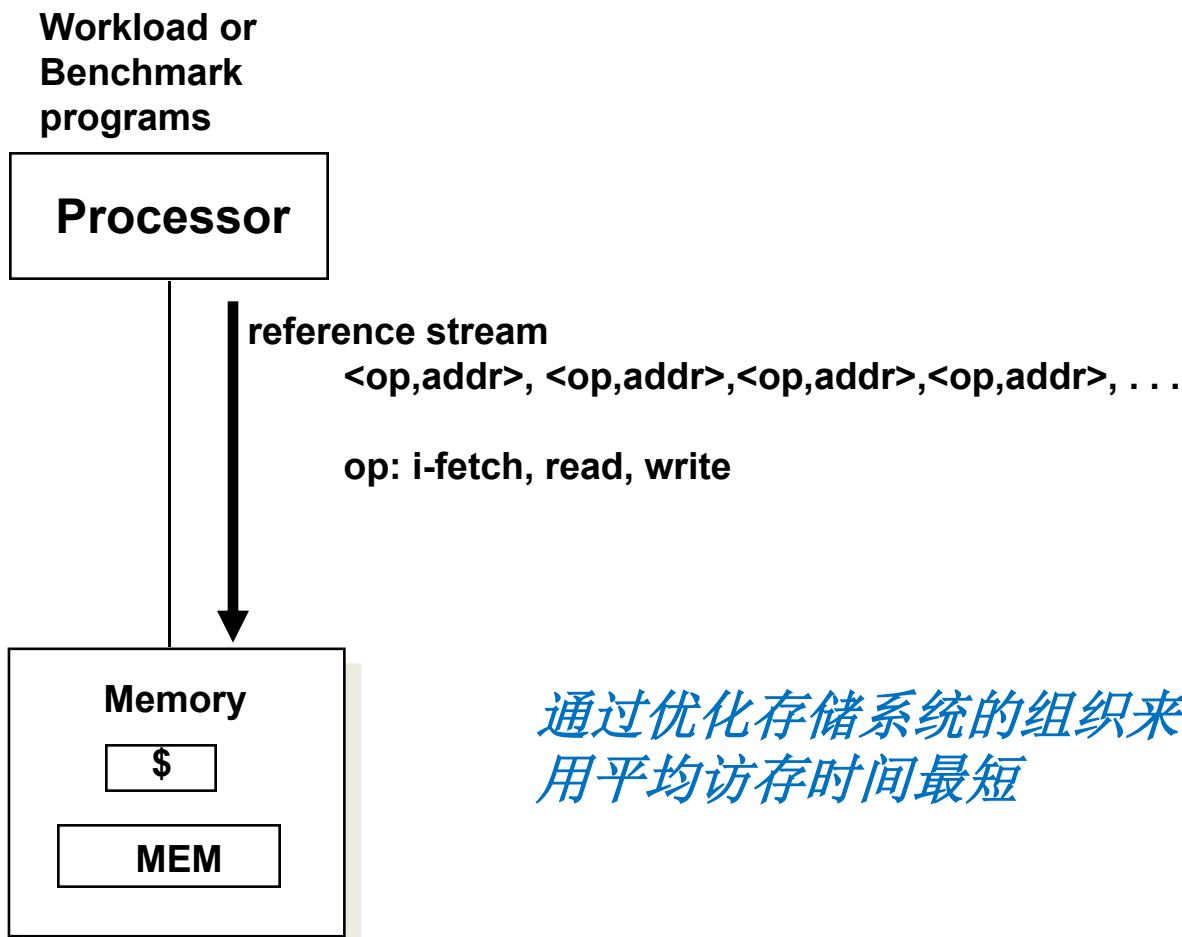 Workload or
Benchmark
programs
Processor
reference stream
<op,addr>, <op,addr>,<op,addr>,<op,addr>, . . .
op: i-fetch, read, write
Memory
$
MEM
通过优化存储系统的组织来
用平均访存时间最短